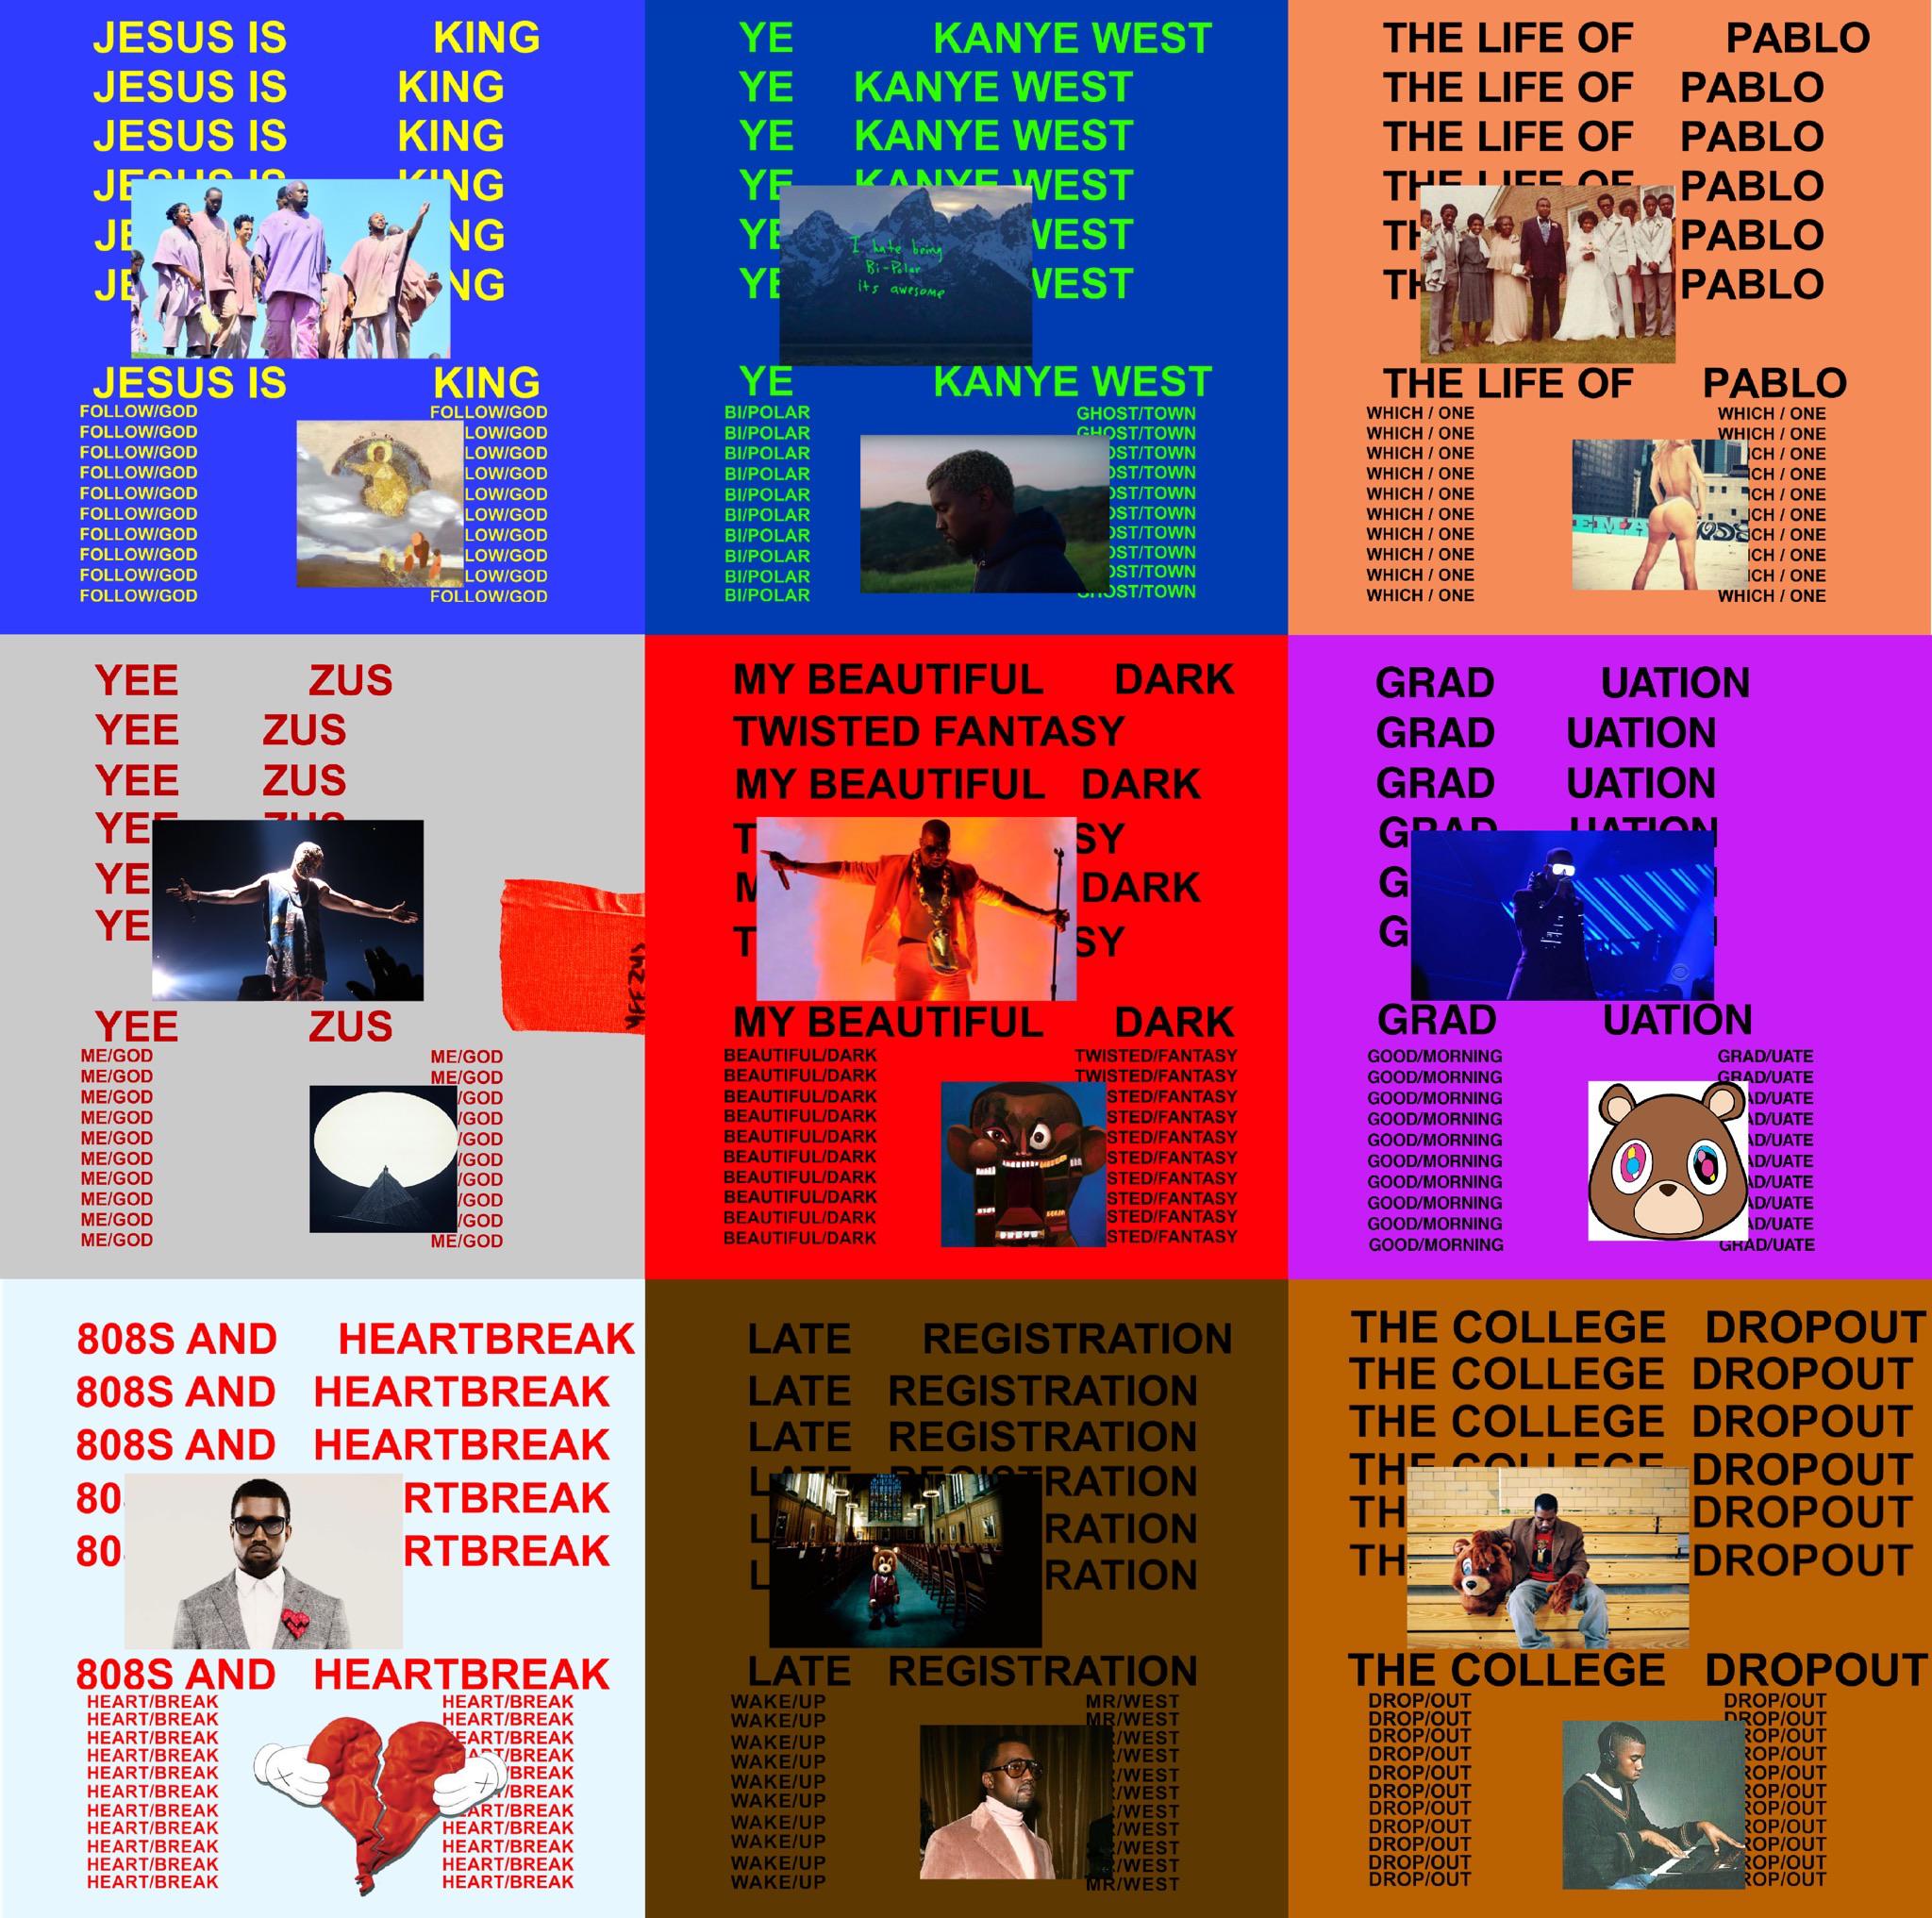 JESUS IS KING
JESUS IS KING
JESUS IS KING
JESUS IS KING
JE NG
JE NG
JESUS IS KING
FOLLOW/GOD FOLLOW/GOD
FOLLOW/GOD LOW/GOD
FOLLOW/GOD LOW/GOD
FOLLOW/GOD LOW/GOD
FOLLOW/GOD LOW/GOD
FOLLOW/GOD LOW/GOD
FOLLOW/GOD LOW/GOD
FOLLOW/GOD LOW/GOD
FOLLOW/GOD LOW/GOD
FOLLOW/GOD FOLLOW/GOD
YE KANYE WEST
YE KANYE WEST
YE KANYE WEST
YE KANYE WEST
YE WEST
YE WEST
I hate being
Bi-Polar
its awesome
YE KANYE WEST
BI/POLAR GHOST/TOWN
BI/POLAR GHOST/TOWN
BI/POLAR OST/TOWN
BI/POLAR OST/TOWN
BI/POLAR OST/TOWN
BI/POLAR OST/TOWN
BI/POLAR OST/TOWN
BI/POLAR OST/TOWN
BI/POLAR OST/TOWN
BI/POLAR GHOST/TOWN
THE LIFE OF PABLO
THE LIFE OF PABLO
THE LIFE OF PABLO
THE LIFE OF PABLO
TH PABLO
TH PABLO
THE LIFE OF PABLO
WHICH / ONE WHICH / ONE
WHICH / ONE WHICH / ONE
WHICH / ONE ICH / ONE
WHICH / ONE ICH / ONE
WHICH / ONE ICH / ONE
WHICH / ONE ICH / ONE
WHICH / ONE ICH / ONE
WHICH / ONE ICH / ONE
WHICH / ONE ICH / ONE
WHICH / ONE WHICH / ONE
YEE ZUS
YEE ZUS
YEE ZUS
YEE ZUS
YE
YE
YEEZUS
YEE ZUS
ME/GOD ME/GOD
ME/GOD ME/GOD
ME/GOD /GOD
ME/GOD /GOD
ME/GOD /GOD
ME/GOD /GOD
ME/GOD /GOD
ME/GOD /GOD
ME/GOD /GOD
ME/GOD ME/GOD
MY BEAUTIFUL DARK
TWISTED FANTASY
MY BEAUTIFUL DARK
T SY
M DARK
T SY
MY BEAUTIFUL DARK
BEAUTIFUL/DARK TWISTED/FANTASY
BEAUTIFUL/DARK TWISTED/FANTASY
BEAUTIFUL/DARK STED/FANTASY
BEAUTIFUL/DARK STED/FANTASY
BEAUTIFUL/DARK STED/FANTASY
BEAUTIFUL/DARK STED/FANTASY
BEAUTIFUL/DARK STED/FANTASY
BEAUTIFUL/DARK STED/FANTASY
BEAUTIFUL/DARK STED/FANTASY
BEAUTIFUL/DARK STED/FANTASY
GRAD UATION
GRAD UATION
GRAD UATION
GRAD UATION
G
G
GRAD UATION
GOOD/MORNING GRAD/UATE
GOOD/MORNING GRAD/UATE
GOOD/MORNING AD/UATE
GOOD/MORNING AD/UATE
GOOD/MORNING AD/UATE
GOOD/MORNING AD/UATE
GOOD/MORNING AD/UATE
GOOD/MORNING AD/UATE
GOOD/MORNING AD/UATE
GOOD/MORNING GRAD/UATE
808S AND HEARTBREAK
808S AND HEARTBREAK
808S AND HEARTBREAK
80 RTBREAK
80 RTBREAK
808S AND HEARTBREAK
HEART/BREAK HEART/BREAK
HEART/BREAK HEART/BREAK
HEART/BREAK HEART/BREAK
HEART/BREAK ART/BREAK
HEART/BREAK /BREAK
HEART/BREAK /BREAK
HEART/BREAK EART/BREAK
HEART/BREAK HEART/BREAK
HEART/BREAK HEART/BREAK
HEART/BREAK HEART/BREAK
HEART/BREAK HEART/BREAK
LATE REGISTRATION
LATE REGISTRATION
LATE REGISTRATION
LATE REGISTRATION
L RATION
L RATION
LATE REGISTRATION
WAKE/UP MR/WEST
WAKE/UP MR/WEST
WAKE/UP /WEST
WAKE/UP /WEST
WAKE/UP /WEST
WAKE/UP /WEST
WAKE/UP /WEST
WAKE/UP /WEST
WAKE/UP /WEST
WAKE/UP /WEST
MR/WEST
THE COLLEGE DROPOUT
THE COLLEGE DROPOUT
THE COLLEGE DROPOUT
THE COLLEGE DROPOUT
TH DROPOUT
TH DROPOUT
THE COLLEGE DROPOUT
DROP/OUT DROP/OUT
DROP/OUT DROP/OUT
DROP/OUT ROP/OUT
DROP/OUT ROP/OUT
DROP/OUT ROP/OUT
DROP/OUT ROP/OUT
DROP/OUT ROP/OUT
DROP/OUT ROP/OUT
DROP/OUT ROP/OUT
DROP/OUT ROP/OUT
DROP/OUT ROP/OUT